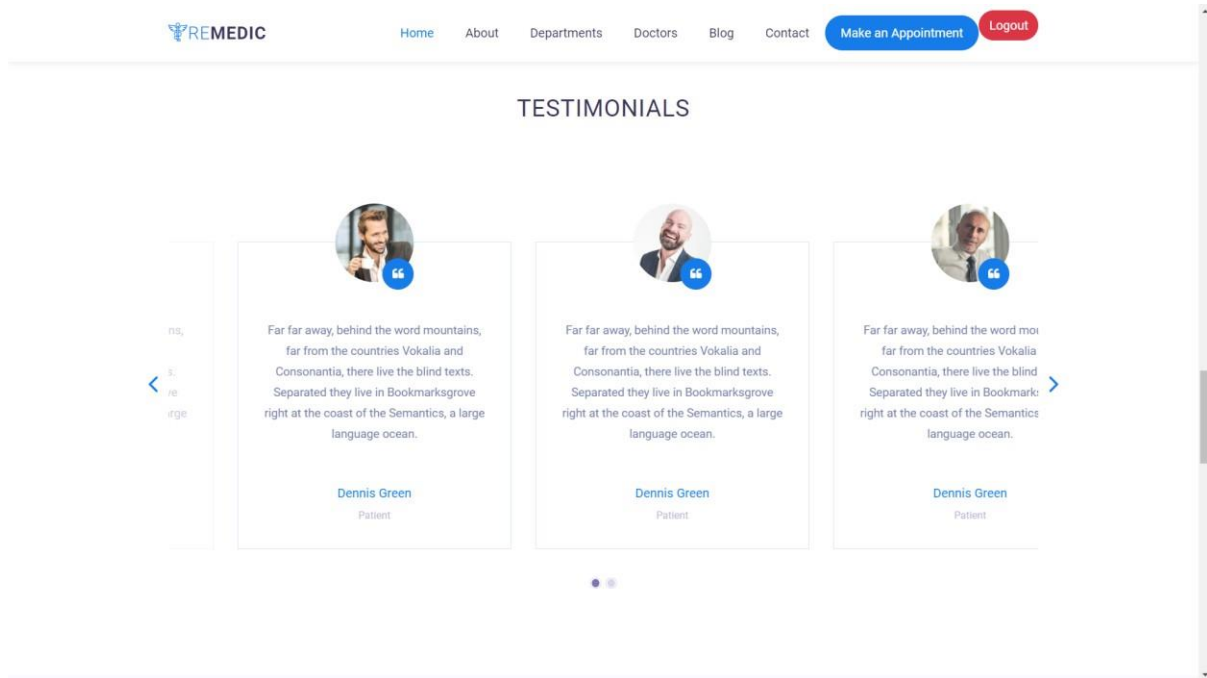 REMEDIC
Home
About
Departments
Doctors
Blog
Contact
Make an Appointment
Logout
TESTIMONIALS
ns,
s.
ve
arge
Far far away, behind the word mountains,
far from the countries Vokalia and
Consonantia, there live the blind texts.
Separated they live in Bookmarksgrove
right at the coast of the Semantics, a large
language ocean.
Dennis Green
Patient
Far far away, behind the word mountains,
far from the countries Vokalia and
Consonantia, there live the blind texts.
Separated they live in Bookmarksgrove
right at the coast of the Semantics, a large
language ocean.
Dennis Green
Patient
Far far away, behind the word mou
far from the countries Vokalia
Consonantia, there live the blind
Separated they live in Bookmarks
right at the coast of the Semantics
language ocean.
Dennis Green
Patient